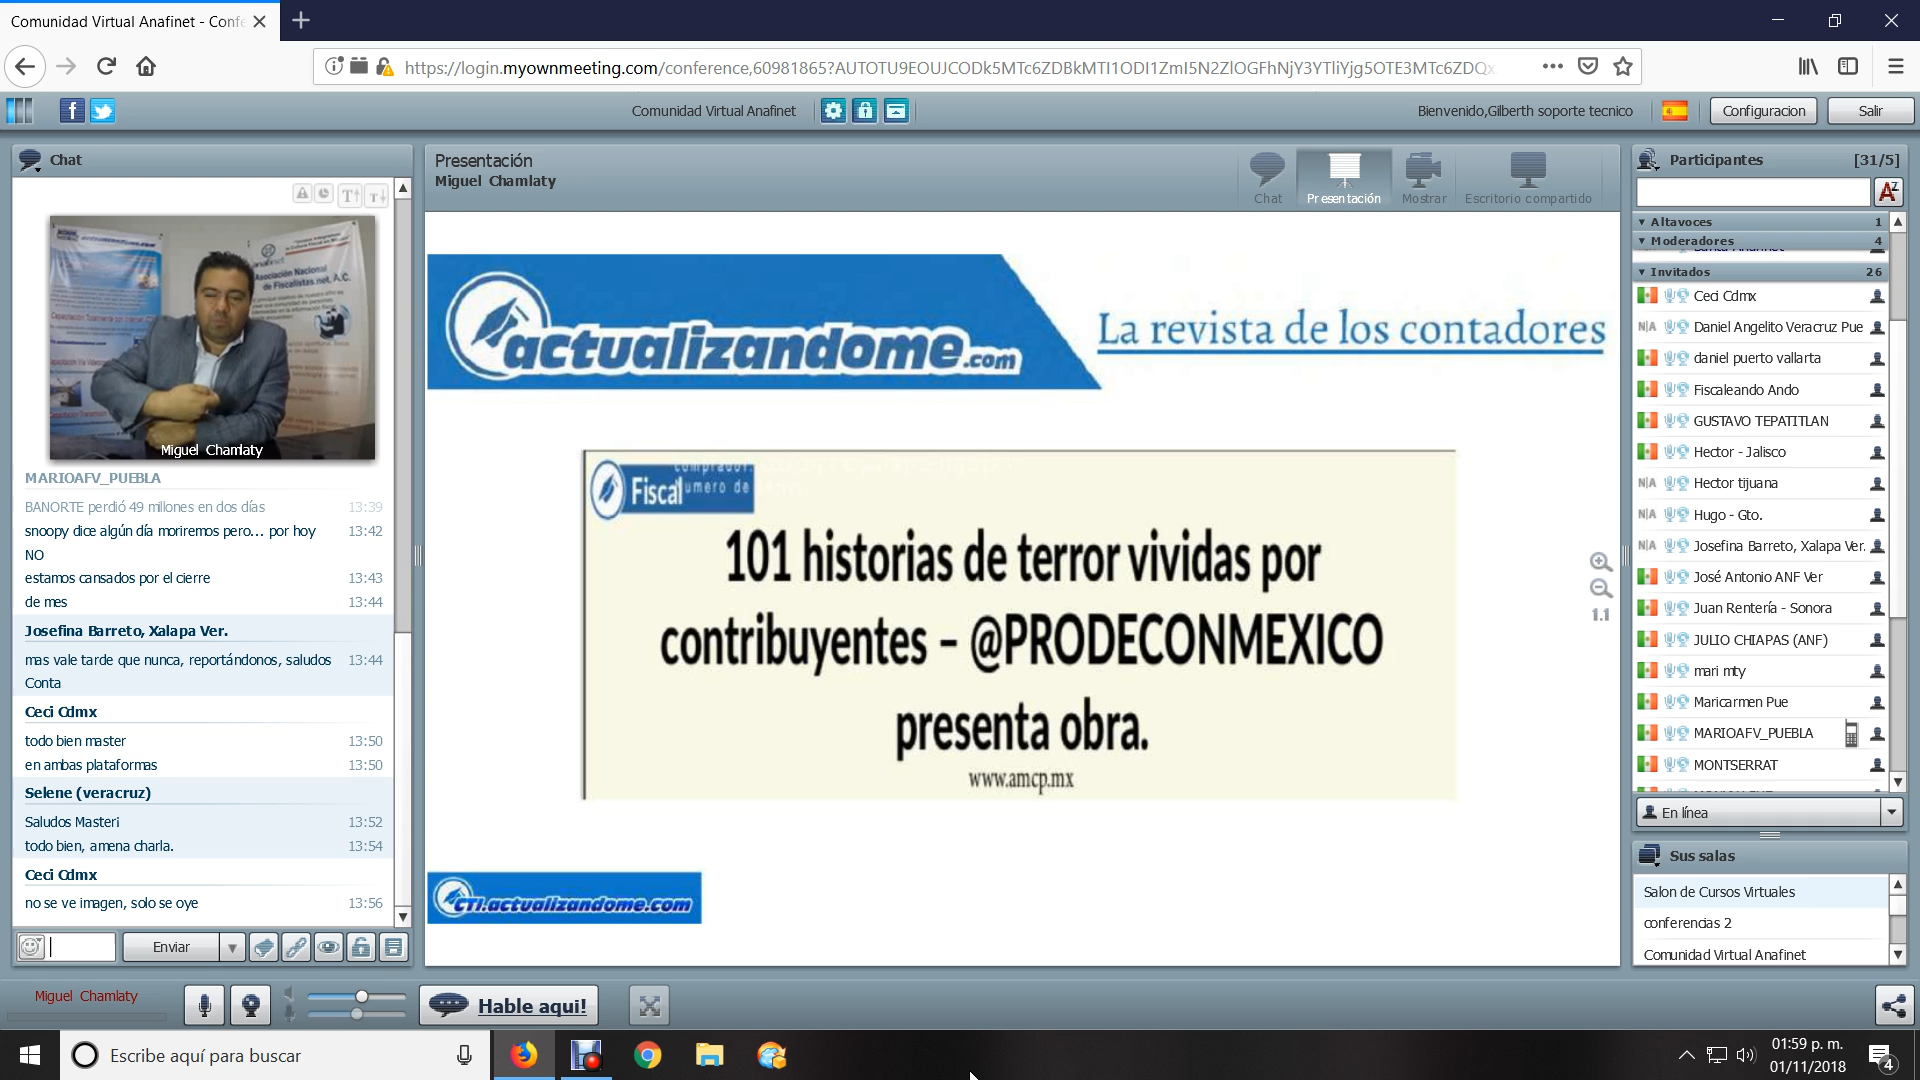 Comunidad Virtual Anafinet - Confe
https://login.myownmeeting.com/conference,60981865?AUTOTU9EOUJCODk5MTc6ZDBkMTI1ODI1ZmI5N2ZlOGFhNjY3YTliYjg5OTE3MTc6ZDQx
Comunidad Virtual Anafinet
Bienvenido,Gilberth soporte tecnico
Configuracion
Salir
Chat
Miguel Chamlaty
MARIOAFV_PUEBLA
BANORTE perdió 49 millones en dos días 13:39
snoopy dice algún día moriremos pero... por hoy 13:42
NO
estamos cansados por el cierre 13:43
de mes 13:44
Josefina Barreto, Xalapa Ver.
mas vale tarde que nunca, reportándonos, saludos 13:44
Conta
Ceci Cdmx
todo bien master 13:50
en ambas plataformas 13:50
Selene (veracruz)
Saludos Masteri 13:52
todo bien, amena charla. 13:54
Ceci Cdmx
no se ve imagen, solo se oye 13:56
Enviar
Presentación
Miguel Chamlaty
Chat
Presentación
Mostrar
Escritorio compartido
actualizandome.com
La revista de los contadores
Fiscal
101 historias de terror vividas por
contribuyentes – @PRODECONMEXICO
presenta obra.
www.amcp.mx
CTI.actualizandome.com
1.1
Participantes [31/5]
Altavoces 1
Moderadores 4
Invitados 26
Ceci Cdmx
N|A Daniel Angelito Veracruz Pue
daniel puerto vallarta
Fiscaleando Ando
GUSTAVO TEPATITLAN
Hector - Jalisco
N|A Hector tijuana
N|A Hugo - Gto.
N|A Josefina Barreto, Xalapa Ver.
José Antonio ANF Ver
Juan Rentería - Sonora
JULIO CHIAPAS (ANF)
mari mty
Maricarmen Pue
MARIOAFV_PUEBLA
MONTSERRAT
En línea
Sus salas
Salon de Cursos Virtuales
conferencias 2
Comunidad Virtual Anafinet
Miguel Chamlaty
Hable aqui!
Escribe aquí para buscar
01:59 p. m.
01/11/2018
4